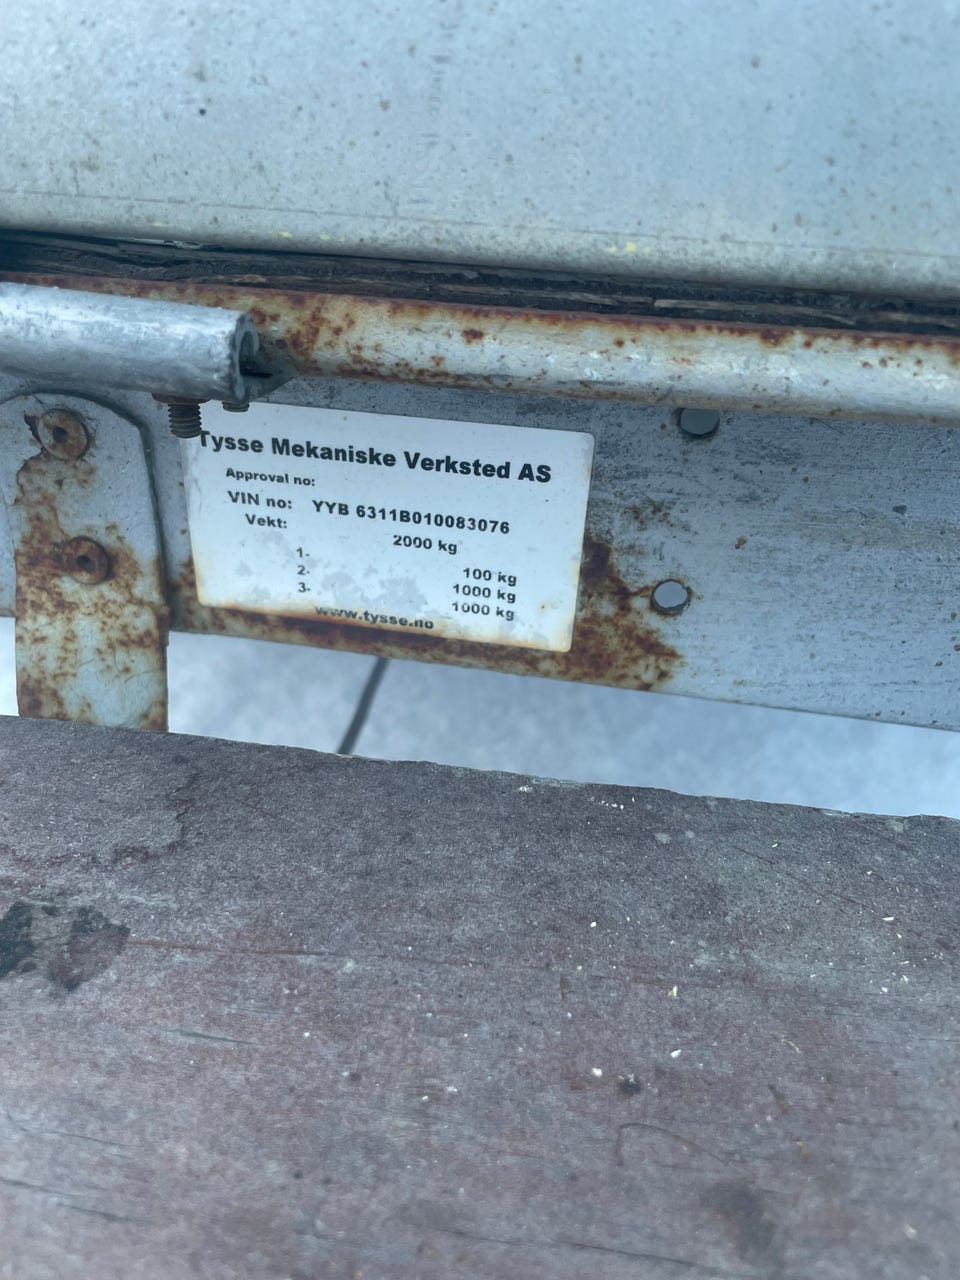 Tysse Mekaniske Verksted AS
Approval no:
VIN no: YYB 6311B010083076
Vekt: 2000 kg
1- 100 kg
2- 1000 kg
3- 1000 kg
www.tysse.no